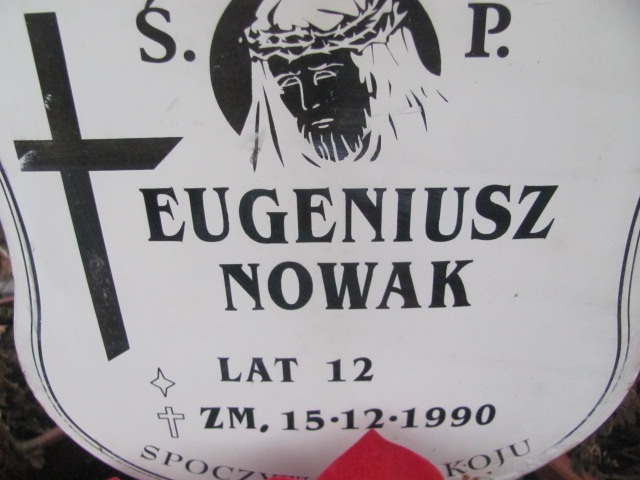 Ś. P.
EUGENIUSZ
NOWAK
LAT 12
ZM, 15·12·1990